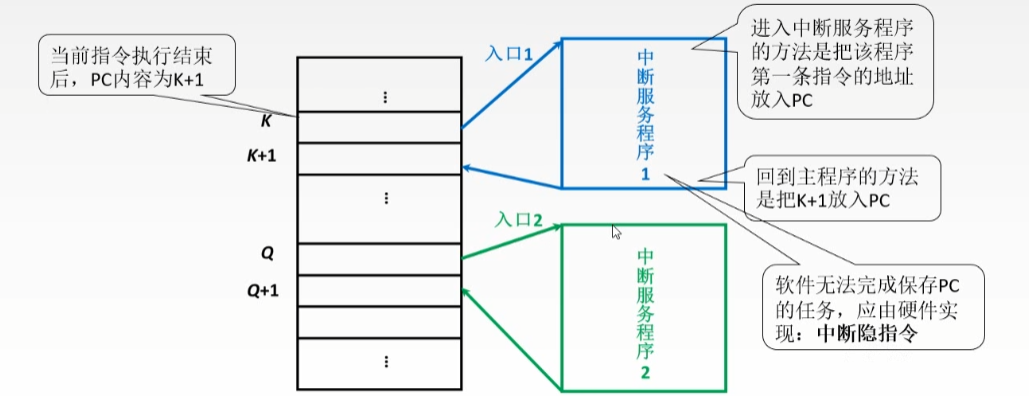 当前指令执行结束
后，PC内容为K+1
⋮
K
K+1
⋮
Q
Q+1
⋮
入口1
中
断
服
务
程
序
1
进入中断服务程序
的方法是把该程序
第一条指令的地址
放入PC
回到主程序的方法
是把K+1放入PC
入口2
中
断
服
务
程
序
2
软件无法完成保存PC
的任务，应由硬件实
现：中断隐指令